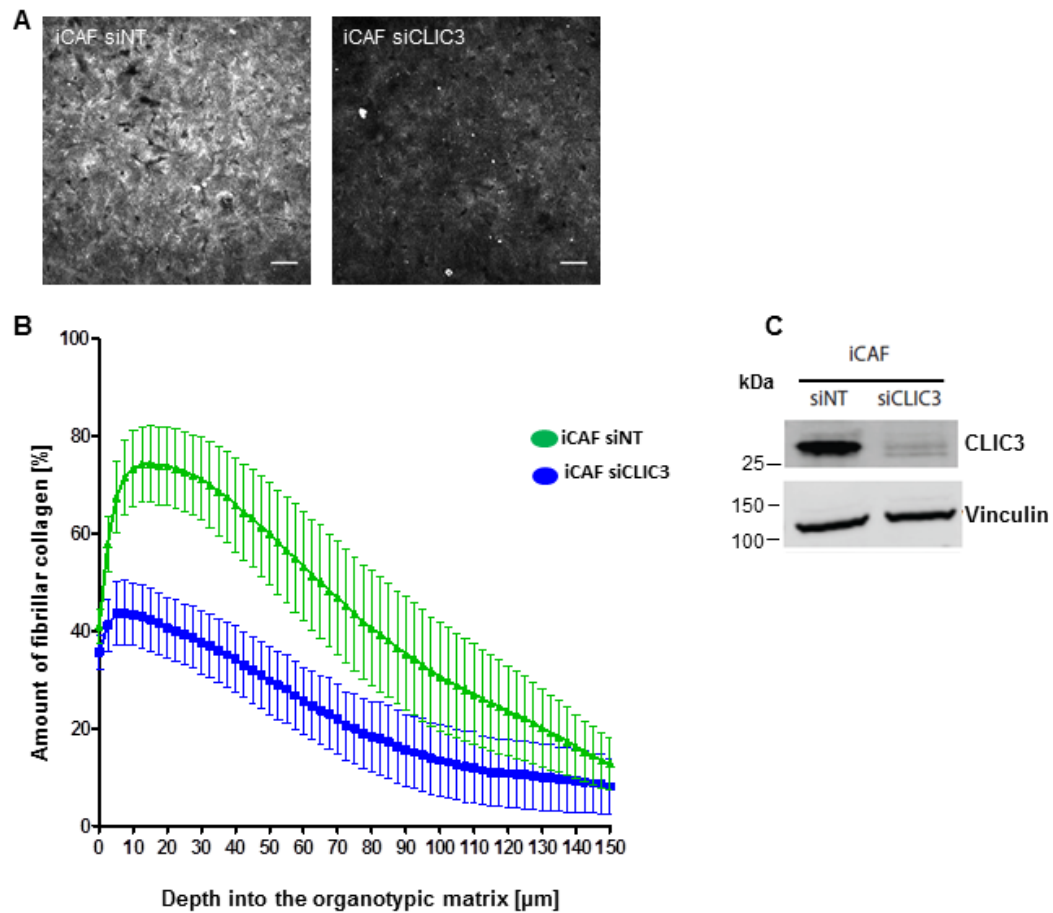 A
iCAF siNT
iCAF siCLIC3
B
Amount of fibrillar collagen [%]
100
80
60
40
20
0
0 10 20 30 40 50 60 70 80 90 100 110 120 130 140 150
Depth into the organotypic matrix [µm]
iCAF siNT
iCAF siCLIC3
C
iCAF
kDa
siNT siCLIC3
CLIC3
25
150
Vinculin
100